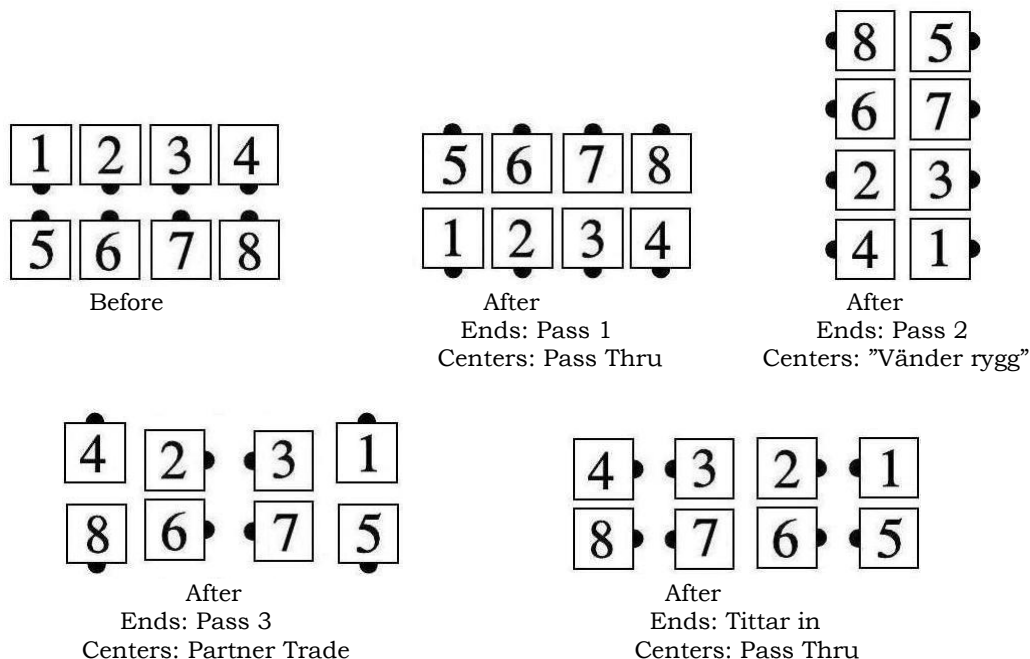 1 2 3 4
5 6 7 8
Before
5 6 7 8
1 2 3 4
After
Ends: Pass 1
Centers: Pass Thru
8 5
6 7
2 3
4 1
After
Ends: Pass 2
Centers: ”Vänder rygg”
4 2 3 1
8 6 7 5
After
Ends: Pass 3
Centers: Partner Trade
4 3 2 1
8 7 6 5
After
Ends: Tittar in
Centers: Pass Thru